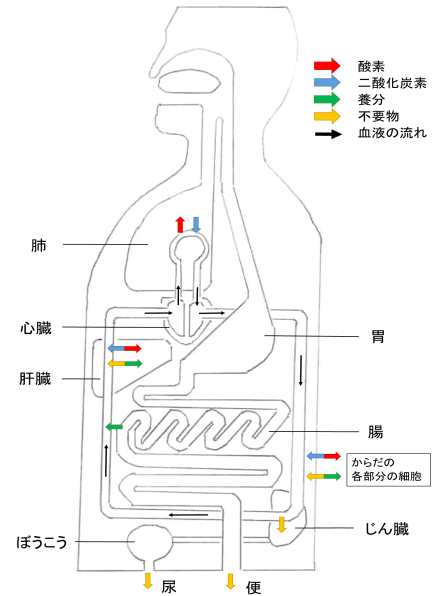 酸素
二酸化炭素
養分
不要物
血液の流れ
肺
心臓
胃
肝臓
腸
からだの
各部分の細胞
じん臓
ぼうこう
尿
便